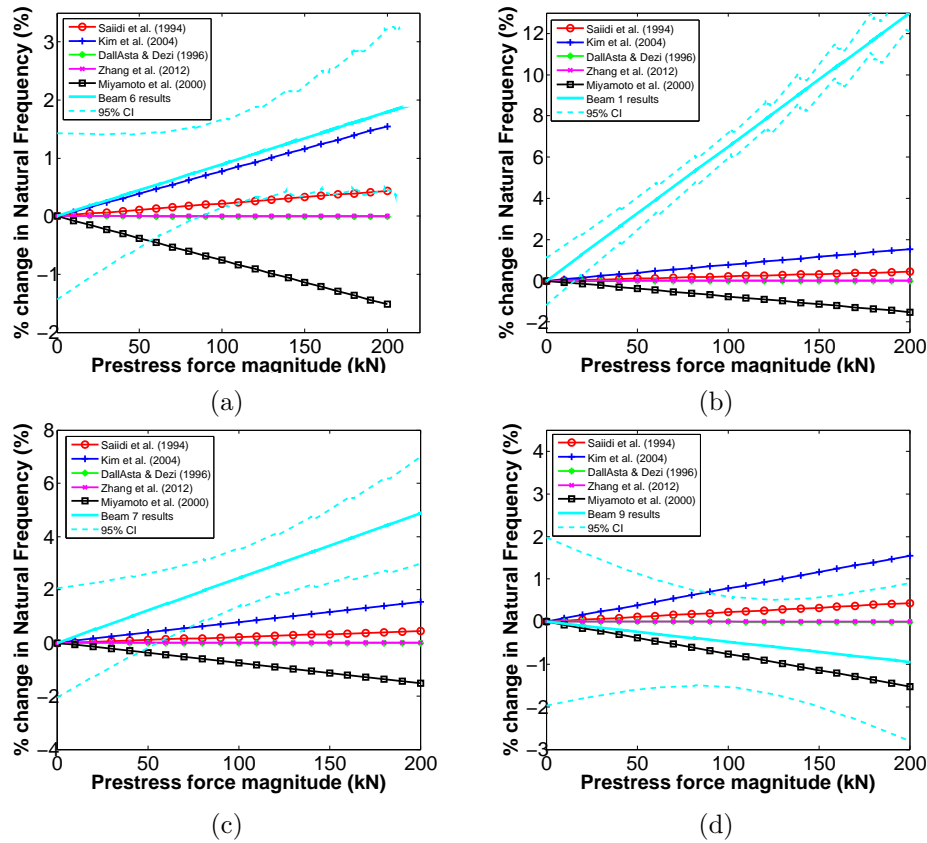 % change in Natural Frequency (%)
3
2
1
0
−1
−2
Saiidi et al. (1994)
Kim et al. (2004)
DallAsta & Dezi (1996)
Zhang et al. (2012)
Miyamoto et al. (2000)
Beam 6 results
95% CI
0 50 100 150 200
Prestress force magnitude (kN)
(a)
% change in Natural Frequency (%)
12
10
8
6
4
2
0
−2
Saiidi et al. (1994)
Kim et al. (2004)
DallAsta & Dezi (1996)
Zhang et al. (2012)
Miyamoto et al. (2000)
Beam 1 results
95% CI
0 50 100 150 200
Prestress force magnitude (kN)
(b)
% change in Natural Frequency (%)
8
6
4
2
0
−2
−4
Saiidi et al. (1994)
Kim et al. (2004)
DallAsta & Dezi (1996)
Zhang et al. (2012)
Miyamoto et al. (2000)
Beam 7 results
95% CI
0 50 100 150 200
Prestress force magnitude (kN)
(c)
% change in Natural Frequency (%)
4
3
2
1
0
−1
−2
−3
Saiidi et al. (1994)
Kim et al. (2004)
DallAsta & Dezi (1996)
Zhang et al. (2012)
Miyamoto et al. (2000)
Beam 9 results
95% CI
0 50 100 150 200
Prestress force magnitude (kN)
(d)